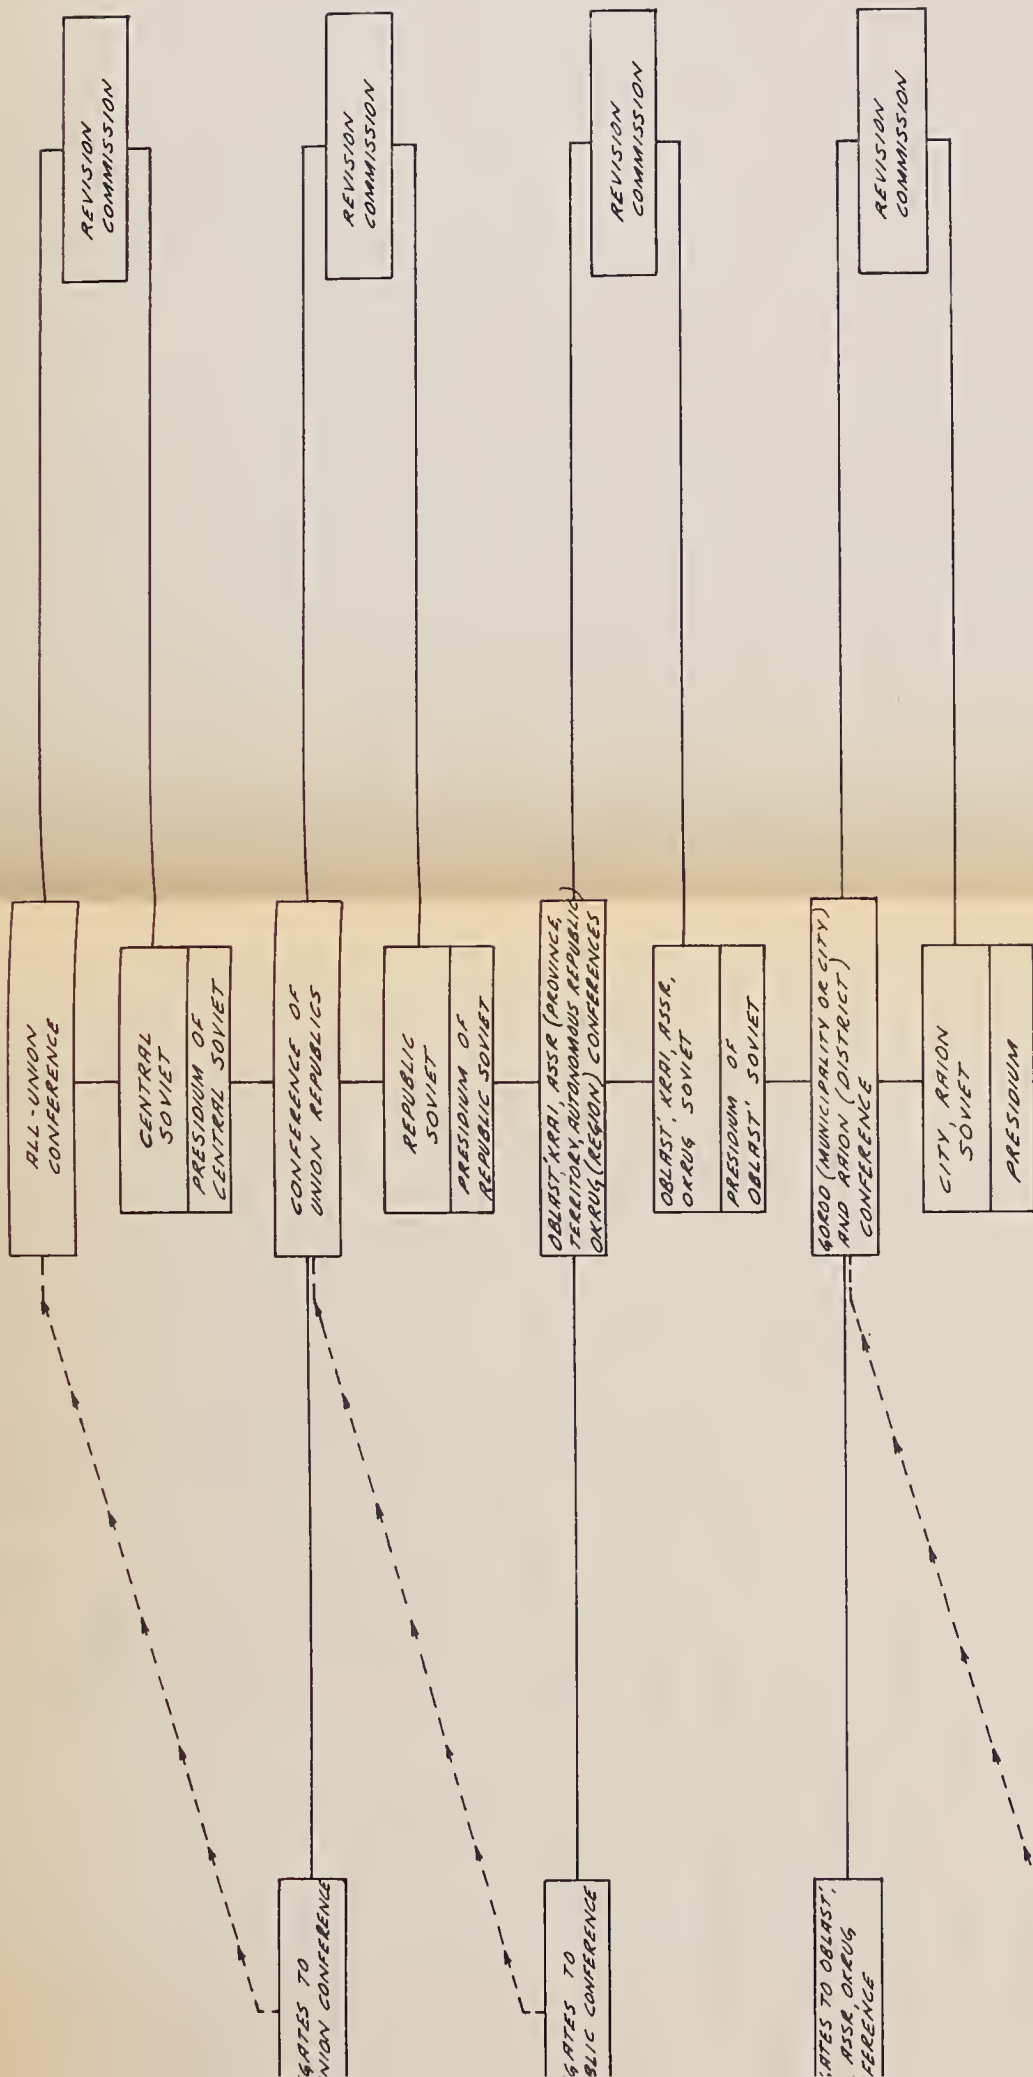 ALL-UNION
CONFERENCE
REVISION
COMMISSION
CENTRAL
SOVIET
PRESIDIUM OF
CENTRAL SOVIET
GATES TO
NION CONFERENCE
CONFERENCE OF
UNION REPUBLICS
REVISION
COMMISSION
REPUBLIC
SOVIET
PRESIDIUM OF
REPUBLIC SOVIET
GATES TO
BLIC CONFERENCE
OBLAST', KRAI, ASSR (PROVINCE,
TERRITORY, AUTONOMOUS REPUBLIC)
OKRUG (REGION) CONFERENCES
REVISION
COMMISSION
OBLAST', KRAI, ASSR,
OKRUG SOVIET
PRESIDIUM OF
OBLAST' SOVIET
GATES TO OBLAST',
ASSR, OKRUG
FERENCE
GORD (MUNICIPALITY OR CITY)
AND RAION (DISTRICT)
CONFERENCE
REVISION
COMMISSION
CITY, RAION
SOVIET
PRESIDIUM